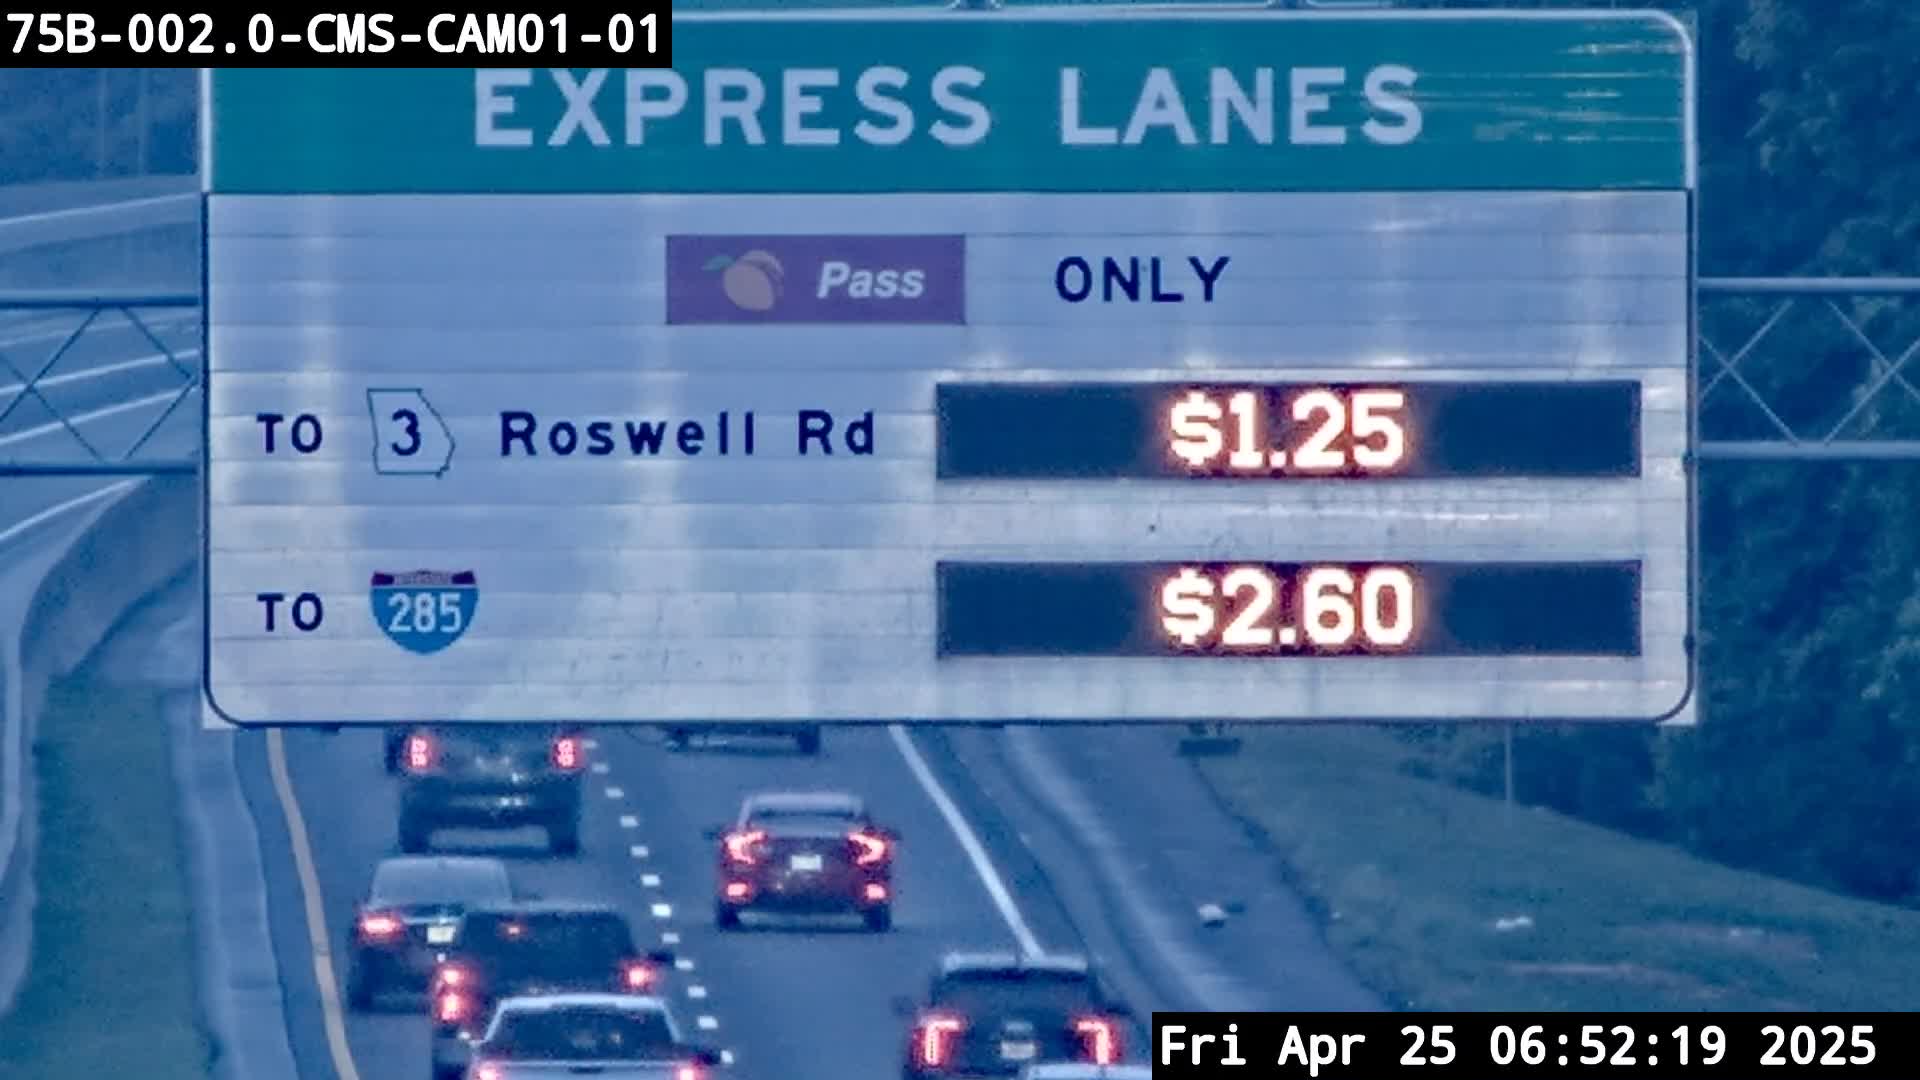 75B-002.0-CMS-CAM01-01
EXPRESS LANES
Pass ONLY
TO 3 Roswell Rd $1.25
TO 285 $2.60
Fri Apr 25 06:52:19 2025